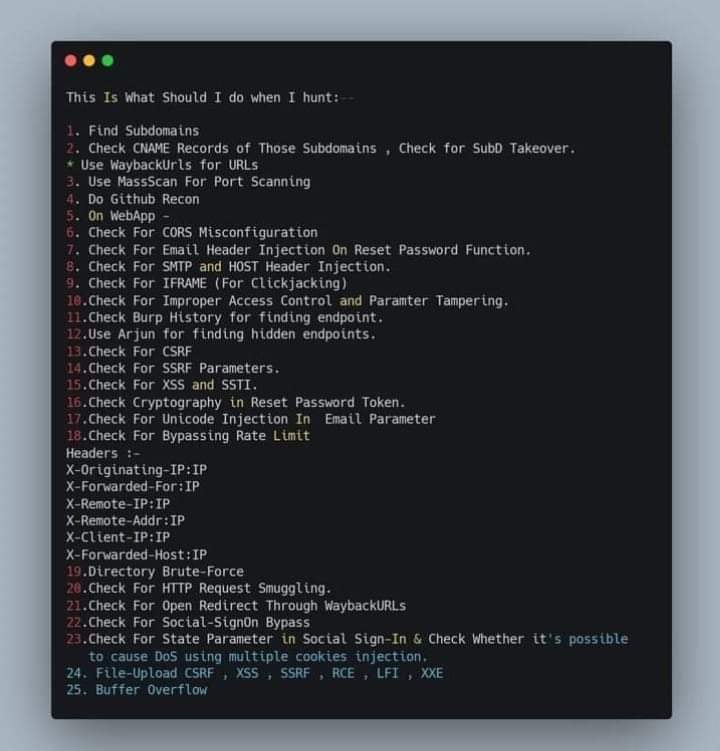 This Is What Should I do when I hunt:--
1. Find Subdomains
2. Check CNAME Records of Those Subdomains , Check for SubD Takeover.
* Use WaybackUrls for URLs
3. Use MassScan For Port Scanning
4. Do Github Recon
5. On WebApp -
6. Check For CORS Misconfiguration
7. Check For Email Header Injection On Reset Password Function.
8. Check For SMTP and HOST Header Injection.
9. Check For IFRAME (For Clickjacking)
10.Check For Improper Access Control and Paramter Tampering.
11.Check Burp History for finding endpoint.
12.Use Arjun for finding hidden endpoints.
13.Check For CSRF
14.Check For SSRF Parameters.
15.Check For XSS and SSTI.
16.Check Cryptography in Reset Password Token.
17.Check For Unicode Injection In  Email Parameter
18.Check For Bypassing Rate Limit
Headers :-
X-Originating-IP:IP
X-Forwarded-For:IP
X-Remote-IP:IP
X-Remote-Addr:IP
X-Client-IP:IP
X-Forwarded-Host:IP
19.Directory Brute-Force
20.Check For HTTP Request Smuggling.
21.Check For Open Redirect Through WaybackURLs
22.Check For Social-SignOn Bypass
23.Check For State Parameter in Social Sign-In & Check Whether it's possible
to cause DoS using multiple cookies injection.
24. File-Upload CSRF , XSS , SSRF , RCE , LFI , XXE
25. Buffer Overflow